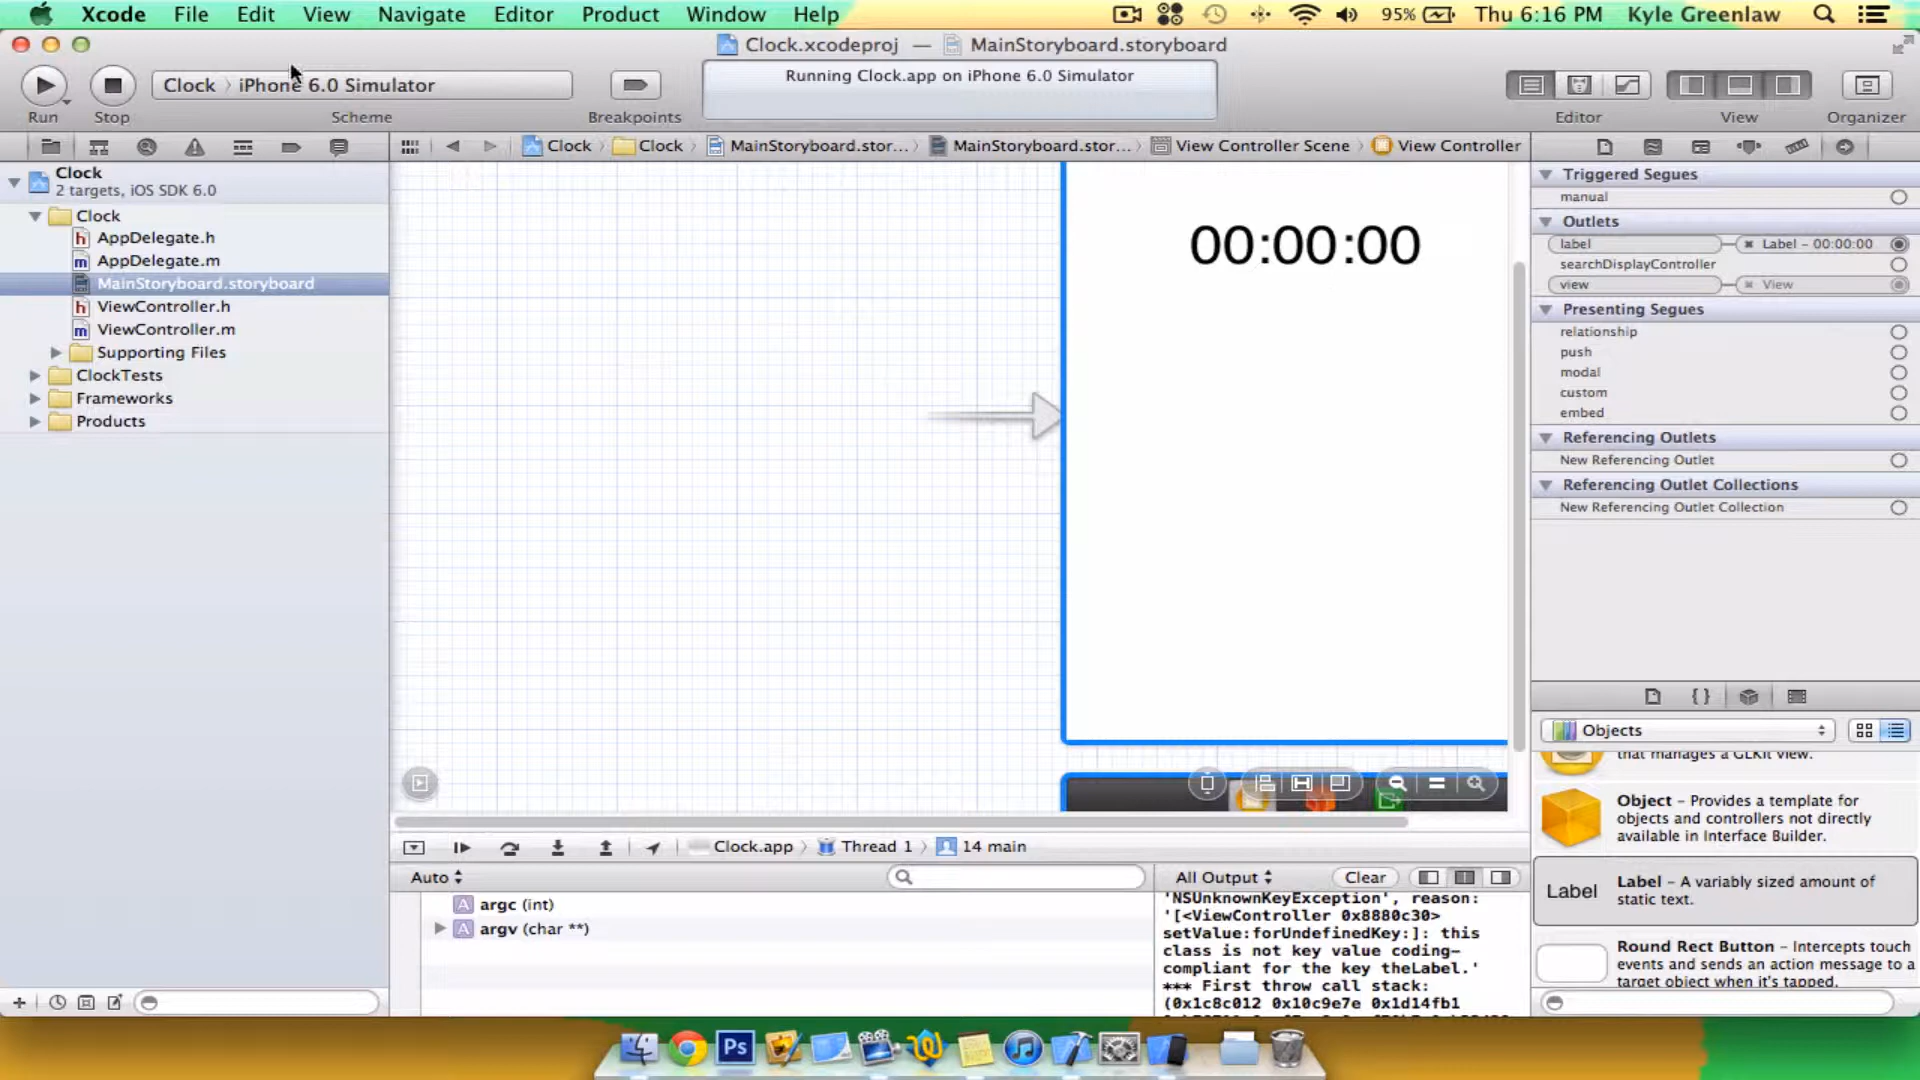 Xcode File Edit View Navigate Editor Product Window Help 95% Thu 6:16 PM Kyle Greenlaw
Clock.xcodeproj — MainStoryboard.storyboard
Clock iPhone 6.0 Simulator
Running Clock.app on iPhone 6.0 Simulator
Run Stop Scheme Breakpoints Editor View Organizer
Clock Clock MainStoryboard.stor... MainStoryboard.stor... View Controller Scene View Controller
Clock
2 targets, iOS SDK 6.0
Clock
h AppDelegate.h
m AppDelegate.m
MainStoryboard.storyboard
h ViewController.h
m ViewController.m
Supporting Files
ClockTests
Frameworks
Products
00:00:00
Triggered Segues
manual
Outlets
label Label - 00:00:00
searchDisplayController
view View
Presenting Segues
relationship
push
modal
custom
embed
Referencing Outlets
New Referencing Outlet
Referencing Outlet Collections
New Referencing Outlet Collection
{ }
Objects
that manages a GLKit view.
Object - Provides a template for
objects and controllers not directly
available in Interface Builder.
Label
Label - A variably sized amount of
static text.
Round Rect Button - Intercepts touch
events and sends an action message to a
target object when it's tapped.
Clock.app Thread 1 14 main
Auto
All Output Clear
A argc (int)
A argv (char **)
'NSUnknownKeyException', reason:
'[<ViewController 0x8880c30>
setValue:forUndefinedKey:]: this
class is not key value coding-
compliant for the key theLabel.'
*** First throw call stack:
(0x1c8c012 0x10c9e7e 0x1d14fb1
Ps